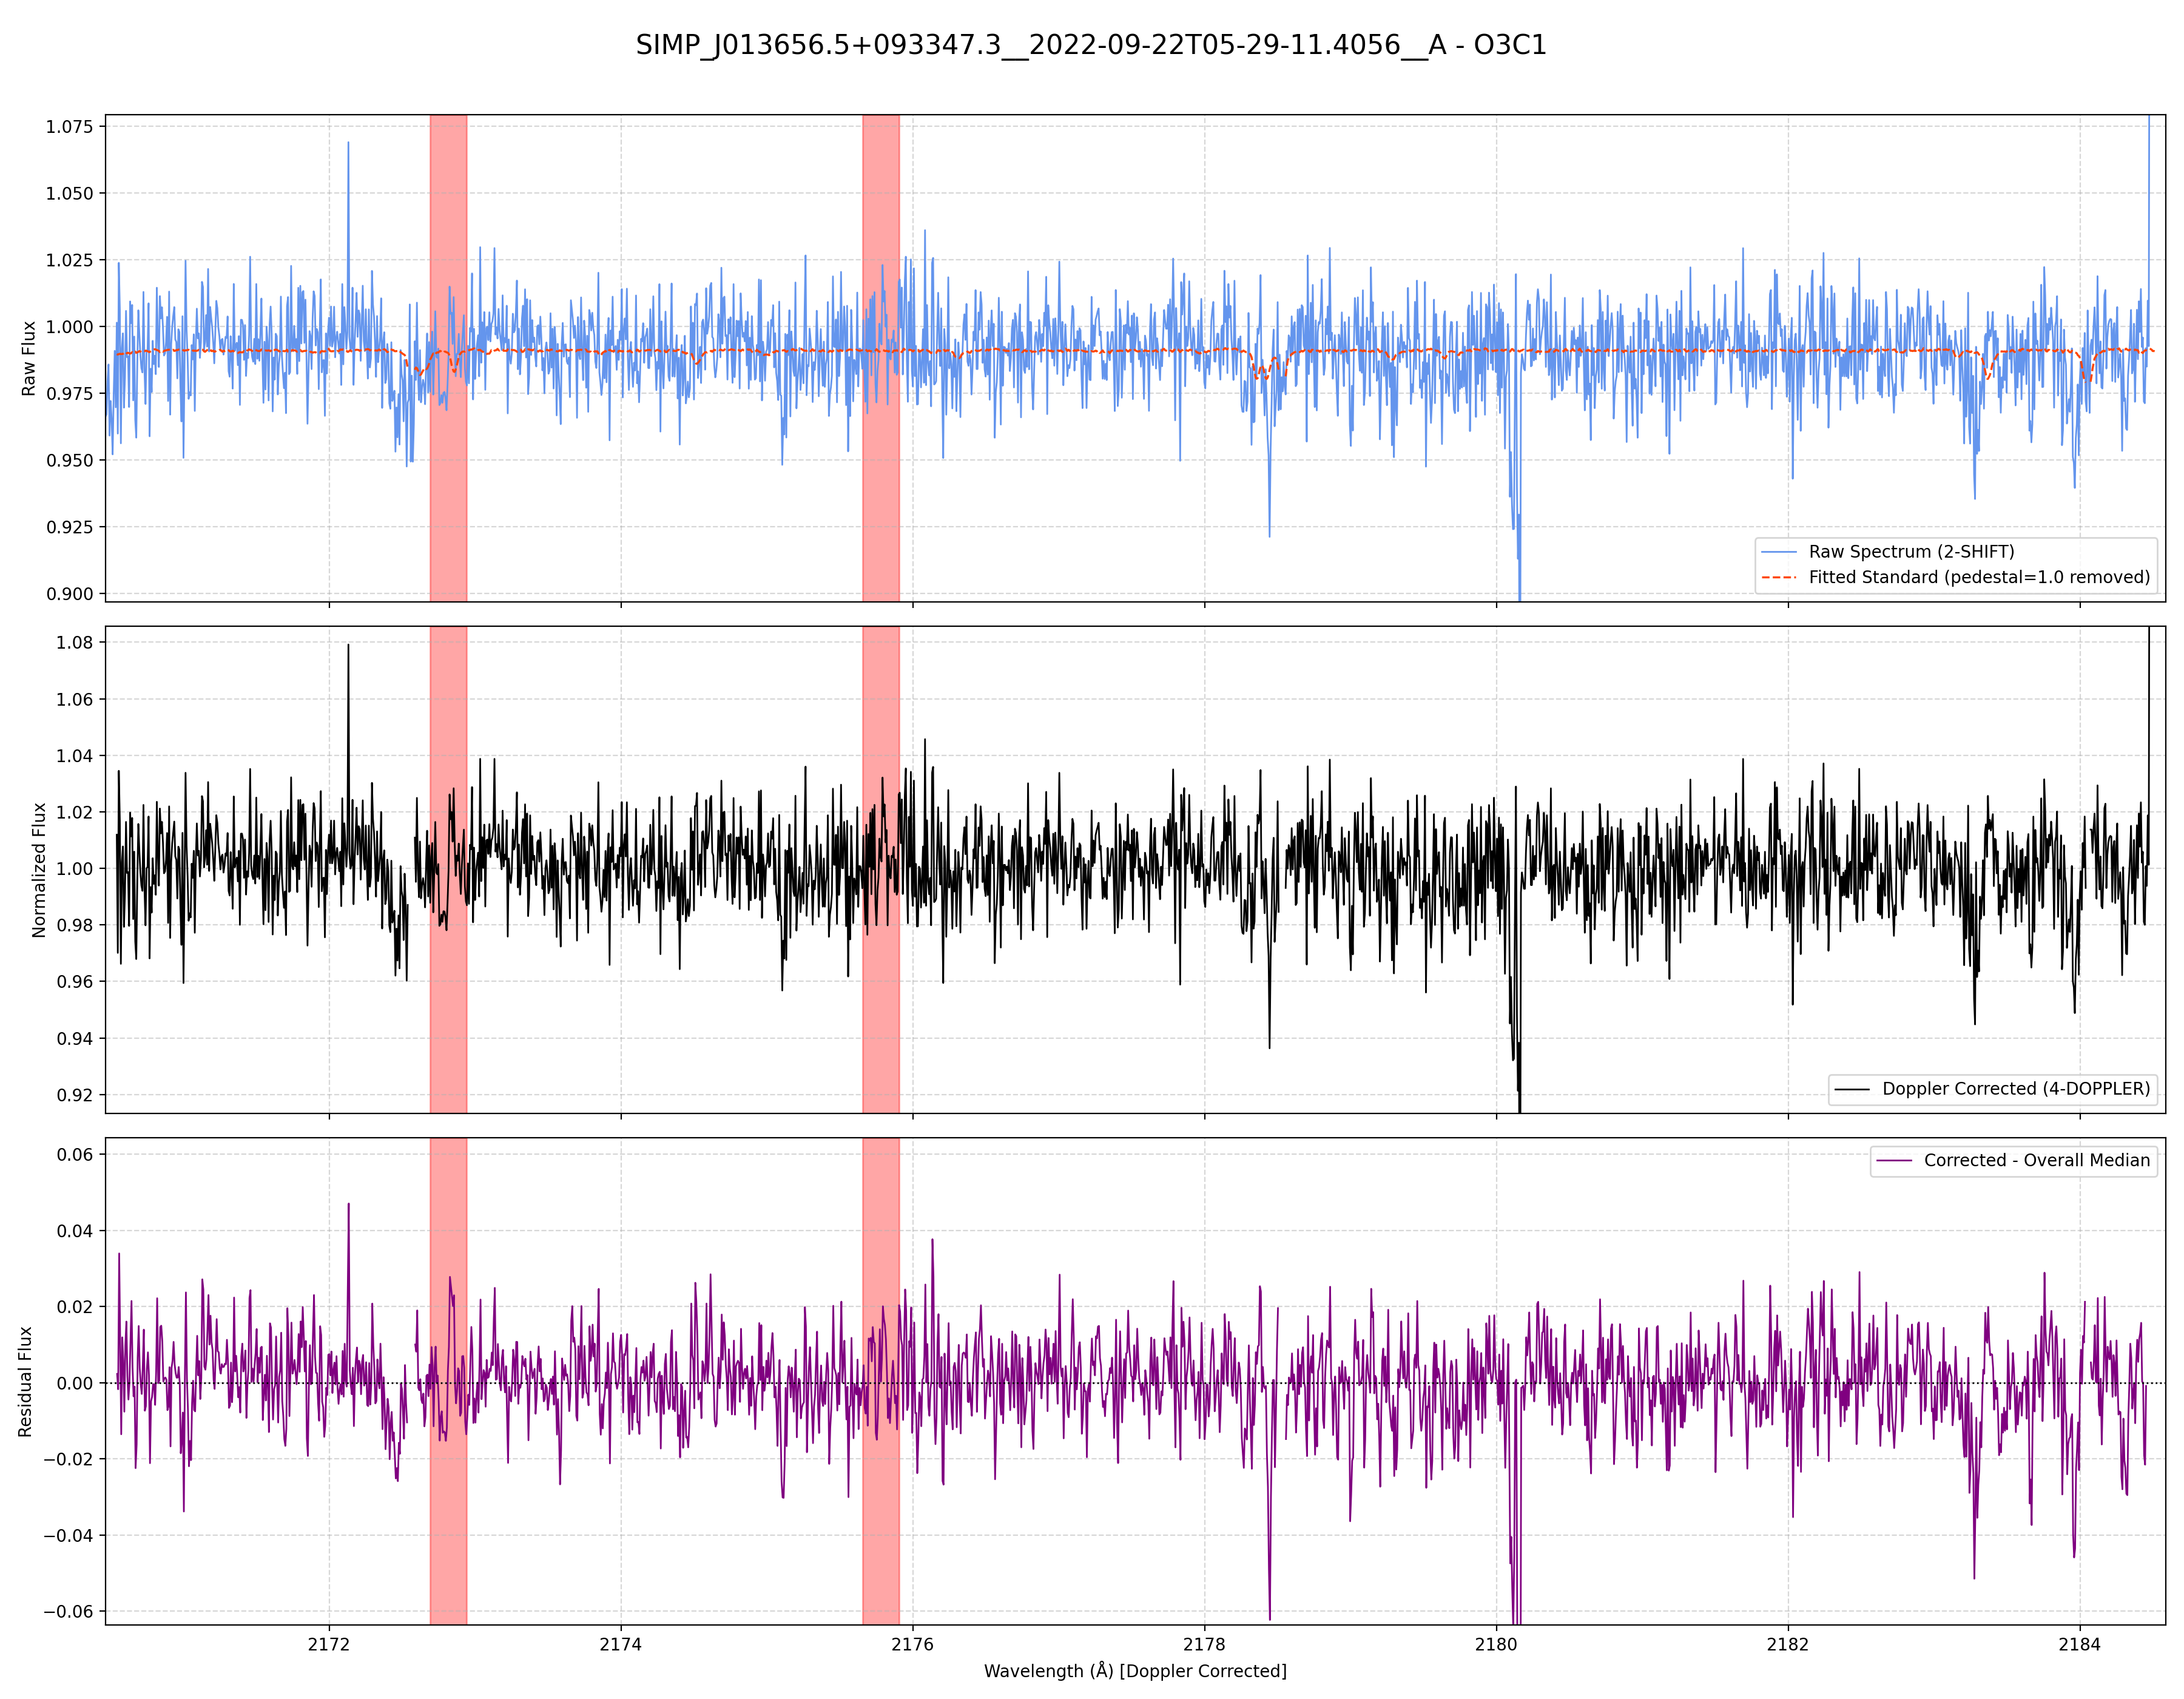 SIMP_J013656.5+093347.3__2022-09-22T05-29-11.4056__A - O3C1
1.075
1.050
1.025
1.000
0.975
0.950
0.925
0.900
Raw Flux
Raw Spectrum (2-SHIFT)
Fitted Standard (pedestal=1.0 removed)
1.08
1.06
1.04
1.02
1.00
0.98
0.96
0.94
0.92
Normalized Flux
Doppler Corrected (4-DOPPLER)
0.06
0.04
0.02
0.00
−0.02
−0.04
−0.06
Residual Flux
Corrected - Overall Median
2172 2174 2176 2178 2180 2182 2184
Wavelength (Å) [Doppler Corrected]